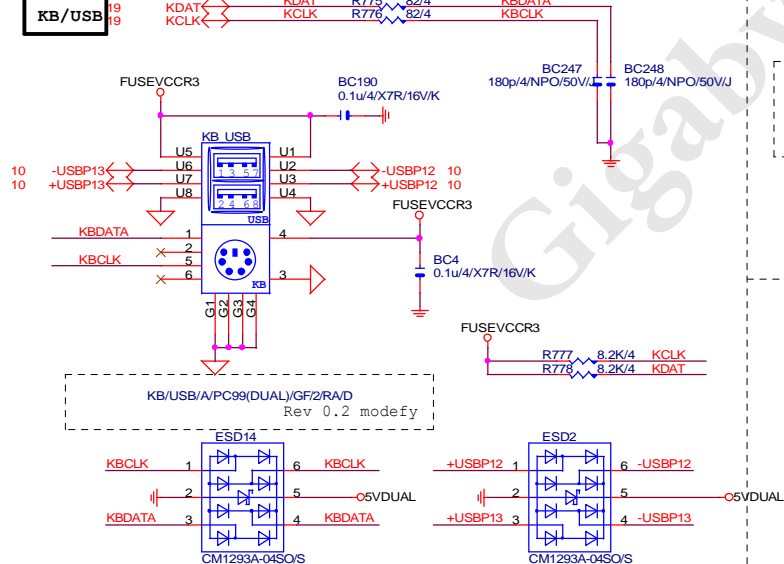 KB/USB
19 KDAT KDAT R775 82/4 KBDATA
19 KCLK KCLK R776 82/4 KBCLK
BC247
180p/4/NPO/50V/J
BC248
180p/4/NPO/50V/J
FUSEVCCR3
BC190
0.1u/4/X7R/16V/K
KB_USB
U5 U1
10 -USBP13 U6 U2 -USBP12 10
10 +USBP13 U7 U3 +USBP12 10
U8 U4
1 3 5 7
2 4 6 8
USB
FUSEVCCR3
KBDATA 1 4
2
KBCLK 5
6 3
KB
BC4
0.1u/4/X7R/16V/K
G1 G2 G3 G4
FUSEVCCR3
R777 8.2K/4 KCLK
R778 8.2K/4 KDAT
KB/USB/A/PC99(DUAL)/GF/2/RA/D
Rev 0.2 modefy
ESD14
KBCLK 1 6 KBCLK
2 5 5VDUAL
KBDATA 3 4 KBDATA
CM1293A-04SO/S
ESD2
+USBP12 1 6 -USBP12
2 5 5VDUAL
+USBP13 3 4 -USBP13
CM1293A-04SO/S
Gigaby